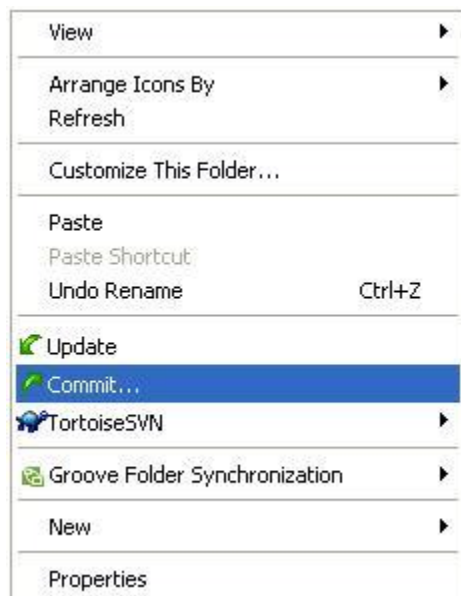 View
Arrange Icons By
Refresh
Customize This Folder...
Paste
Paste Shortcut
Undo Rename Ctrl+Z
Update
Commit...
TortoiseSVN
Groove Folder Synchronization
New
Properties